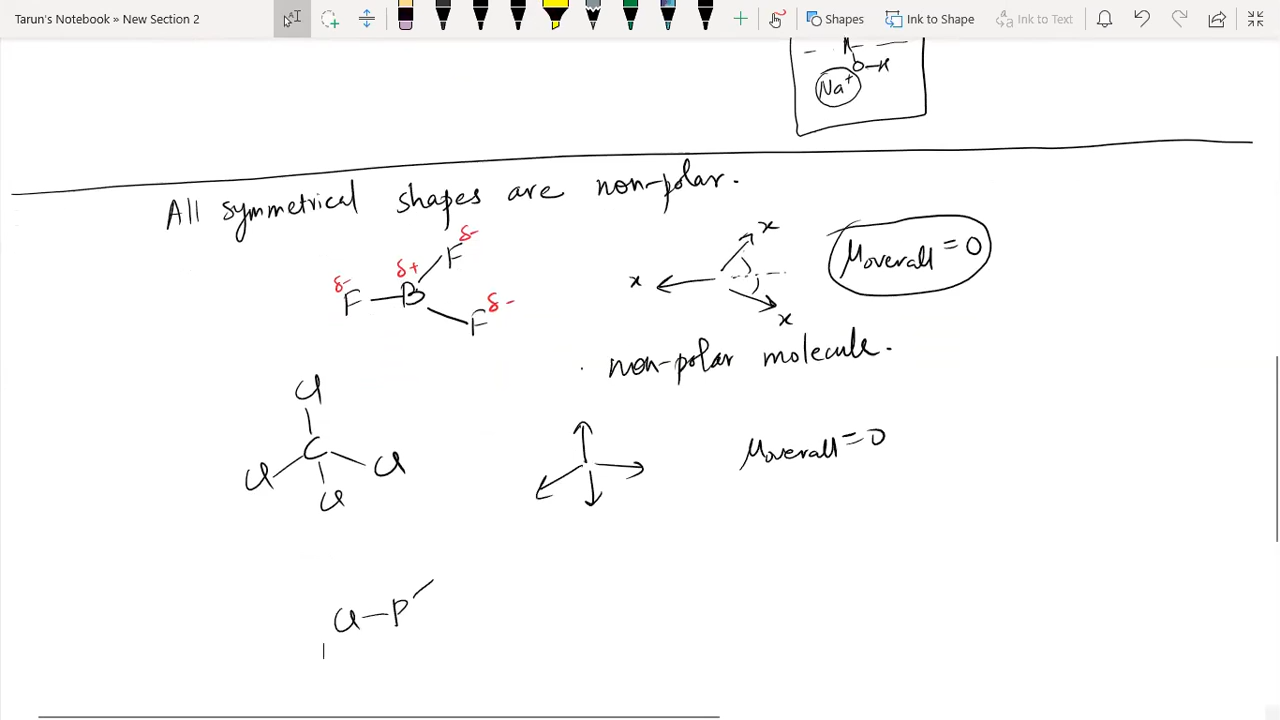 Tarun's Notebook » New Section 2
Shapes
Ink to Shape
Ink to Text
Na+
O-H
All symmetrical shapes are non-polar.
F δ-
δ- F B δ+
F δ-
x
x
x
μoverall = 0
non-polar molecule.
Cl
C
Cl Cl
Cl
μoverall = 0
Cl-P